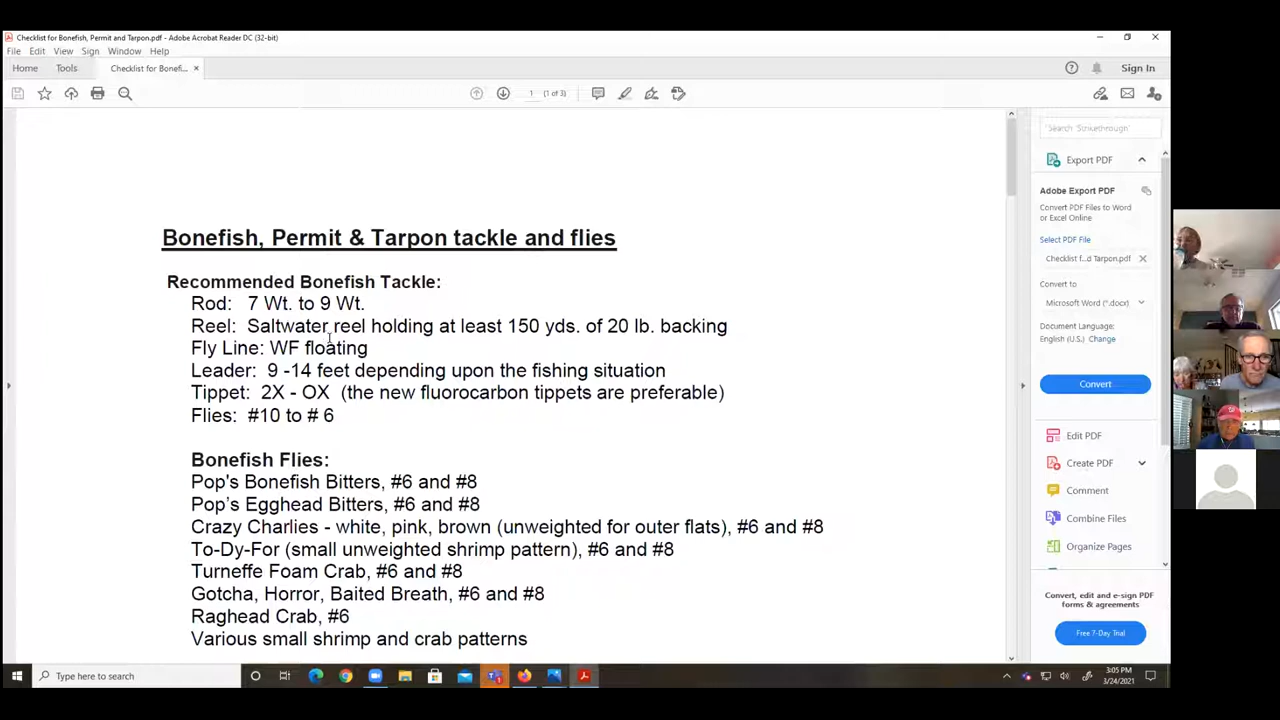 Checklist for Bonefish, Permit and Tarpon.pdf - Adobe Acrobat Reader DC (32-bit)
File Edit View Sign Window Help
Home Tools Checklist for Bonefi... × Sign In
1 (1 of 3)
'Search 'Strikethrough'
Export PDF
Adobe Export PDF
Convert PDF Files to Word
or Excel Online
Select PDF File
Checklist f...d Tarpon.pdf
Convert to
Microsoft Word (*.docx)
Document Language:
English (U.S.) Change
Convert
Edit PDF
Create PDF
Comment
Combine Files
Organize Pages
Convert, edit and e-sign PDF
forms & agreements
Free 7-Day Trial
Bonefish, Permit & Tarpon tackle and flies
Recommended Bonefish Tackle:
Rod: 7 Wt. to 9 Wt.
Reel: Saltwater reel holding at least 150 yds. of 20 lb. backing
Fly Line: WF floating
Leader: 9 -14 feet depending upon the fishing situation
Tippet: 2X - OX (the new fluorocarbon tippets are preferable)
Flies: #10 to # 6
Bonefish Flies:
Pop's Bonefish Bitters, #6 and #8
Pop’s Egghead Bitters, #6 and #8
Crazy Charlies - white, pink, brown (unweighted for outer flats), #6 and #8
To-Dy-For (small unweighted shrimp pattern), #6 and #8
Turneffe Foam Crab, #6 and #8
Gotcha, Horror, Baited Breath, #6 and #8
Raghead Crab, #6
Various small shrimp and crab patterns
Type here to search
3:05 PM
3/24/2021